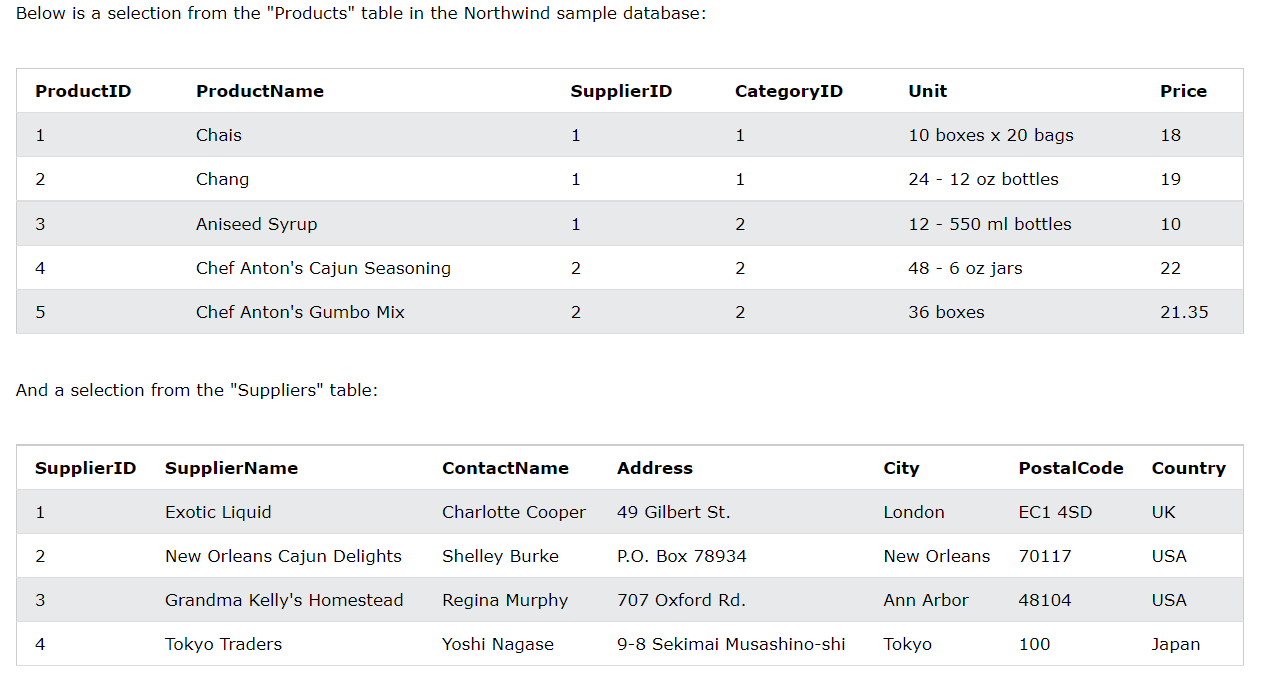 Below is a selection from the "Products" table in the Northwind sample database:
ProductID ProductName SupplierID CategoryID Unit Price
1 Chais 1 1 10 boxes x 20 bags 18
2 Chang 1 1 24 - 12 oz bottles 19
3 Aniseed Syrup 1 2 12 - 550 ml bottles 10
4 Chef Anton's Cajun Seasoning 2 2 48 - 6 oz jars 22
5 Chef Anton's Gumbo Mix 2 2 36 boxes 21.35
And a selection from the "Suppliers" table:
SupplierID SupplierName ContactName Address City PostalCode Country
1 Exotic Liquid Charlotte Cooper 49 Gilbert St. London EC1 4SD UK
2 New Orleans Cajun Delights Shelley Burke P.O. Box 78934 New Orleans 70117 USA
3 Grandma Kelly's Homestead Regina Murphy 707 Oxford Rd. Ann Arbor 48104 USA
4 Tokyo Traders Yoshi Nagase 9-8 Sekimai Musashino-shi Tokyo 100 Japan